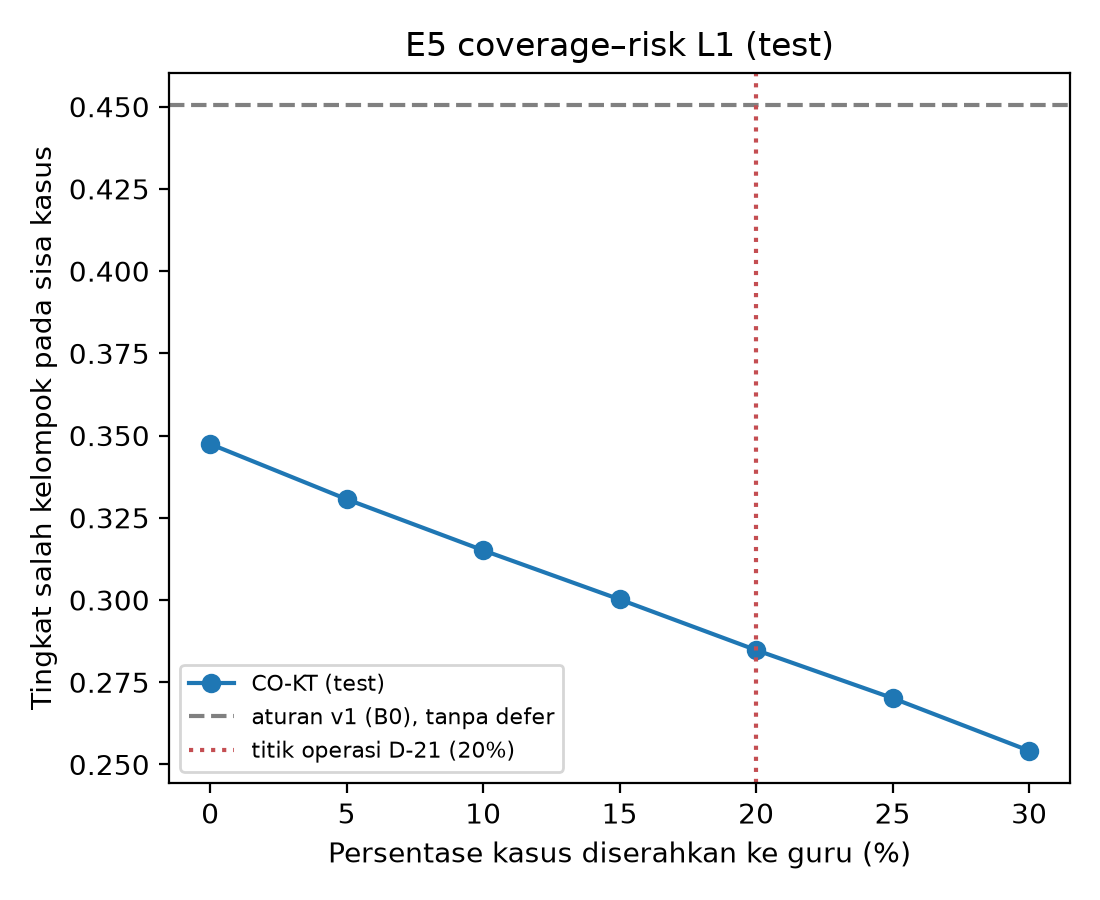 E5 coverage–risk L1 (test)
Tingkat salah kelompok pada sisa kasus
0.450
0.425
0.400
0.375
0.350
0.325
0.300
0.275
0.250
CO-KT (test)
aturan v1 (B0), tanpa defer
titik operasi D-21 (20%)
0 5 10 15 20 25 30
Persentase kasus diserahkan ke guru (%)